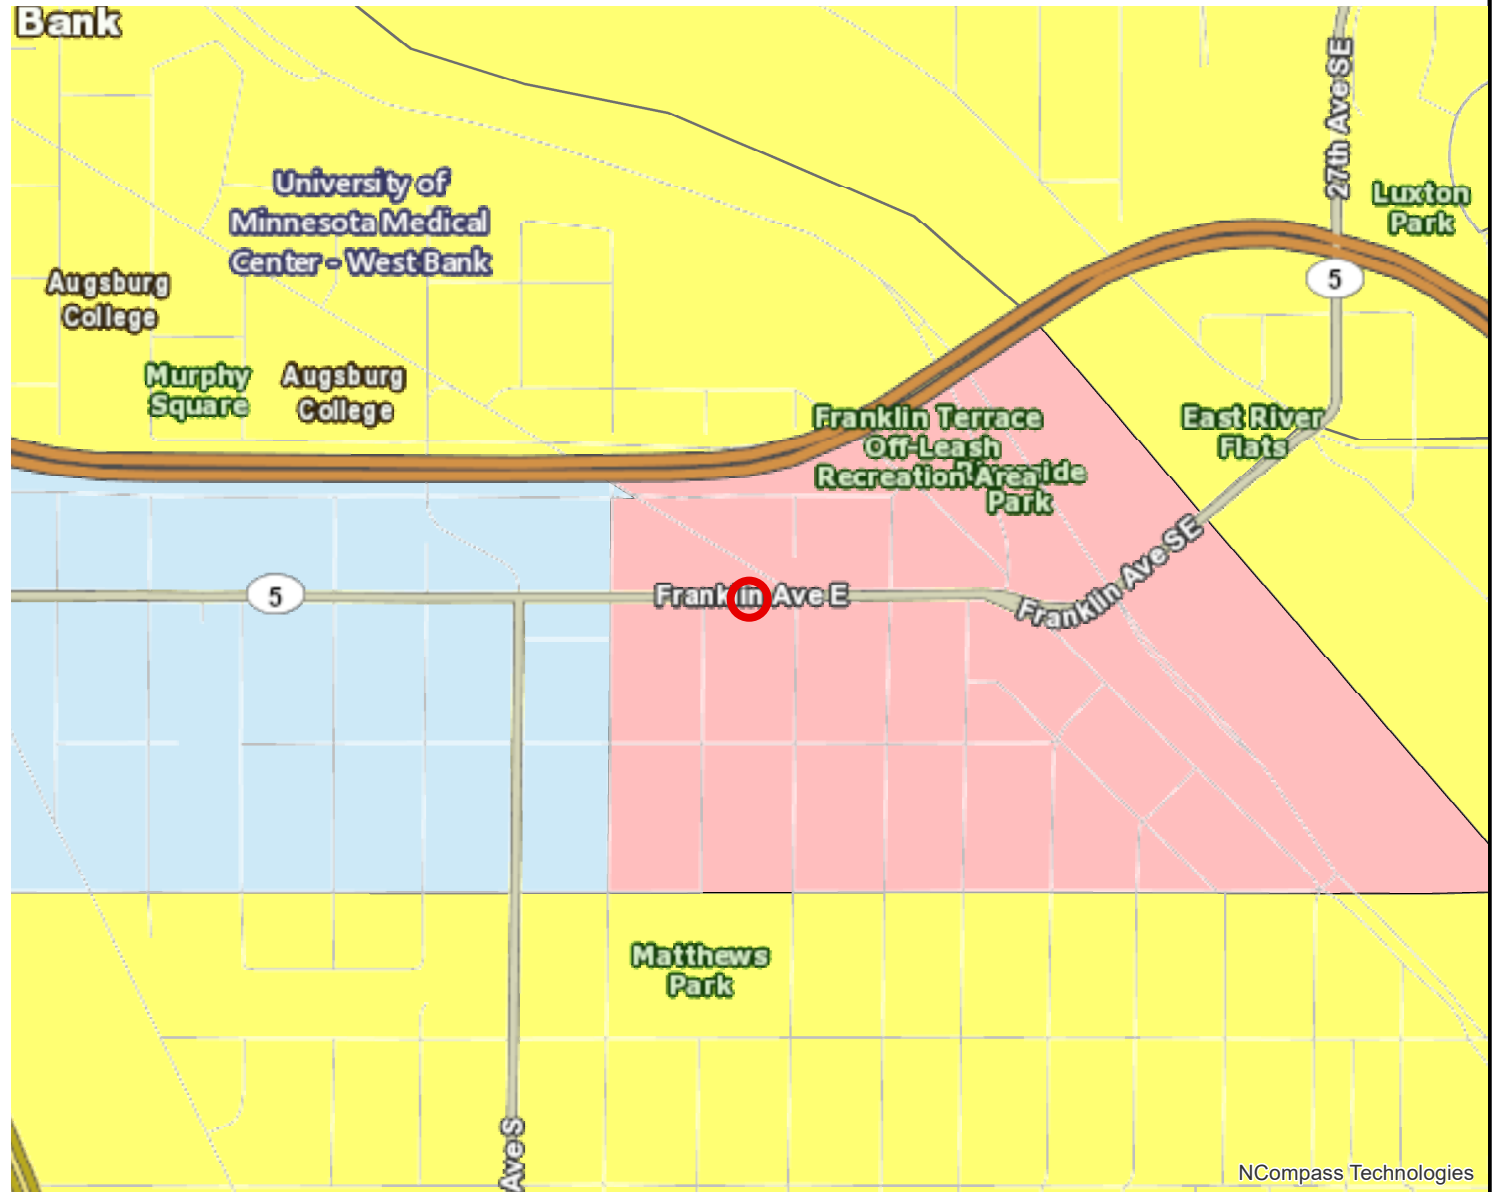 Bank
27th Ave SE
Luxton
Park
University of
Minnesota Medical
Center - West Bank
Augsburg
College
5
Murphy
Square
Augsburg
College
Franklin Terrace
Off-Leash
Recreation Area
Park
East River
Flats
Franklin Ave SE
5
Franklin Ave E
Matthews
Park
Ave S
NCompass Technologies